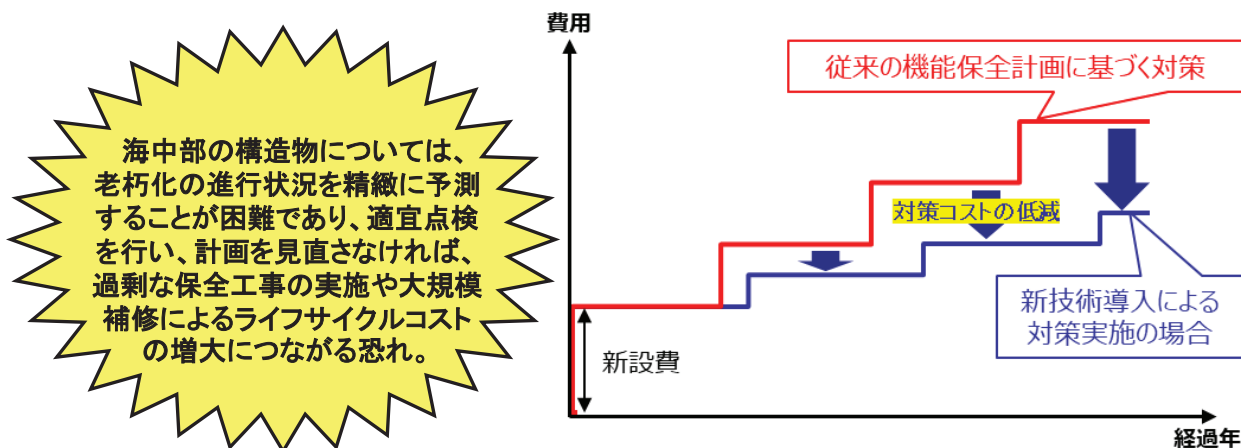 海中部の構造物については、
老朽化の進行状況を精緻に予測
することが困難であり、適宜点検
を行い、計画を見直さなければ、
過剰な保全工事の実施や大規模
補修によるライフサイクルコスト
の増大につながる恐れ。
費用
従来の機能保全計画に基づく対策
対策コストの低減
新技術導入による
対策実施の場合
新設費
経過年